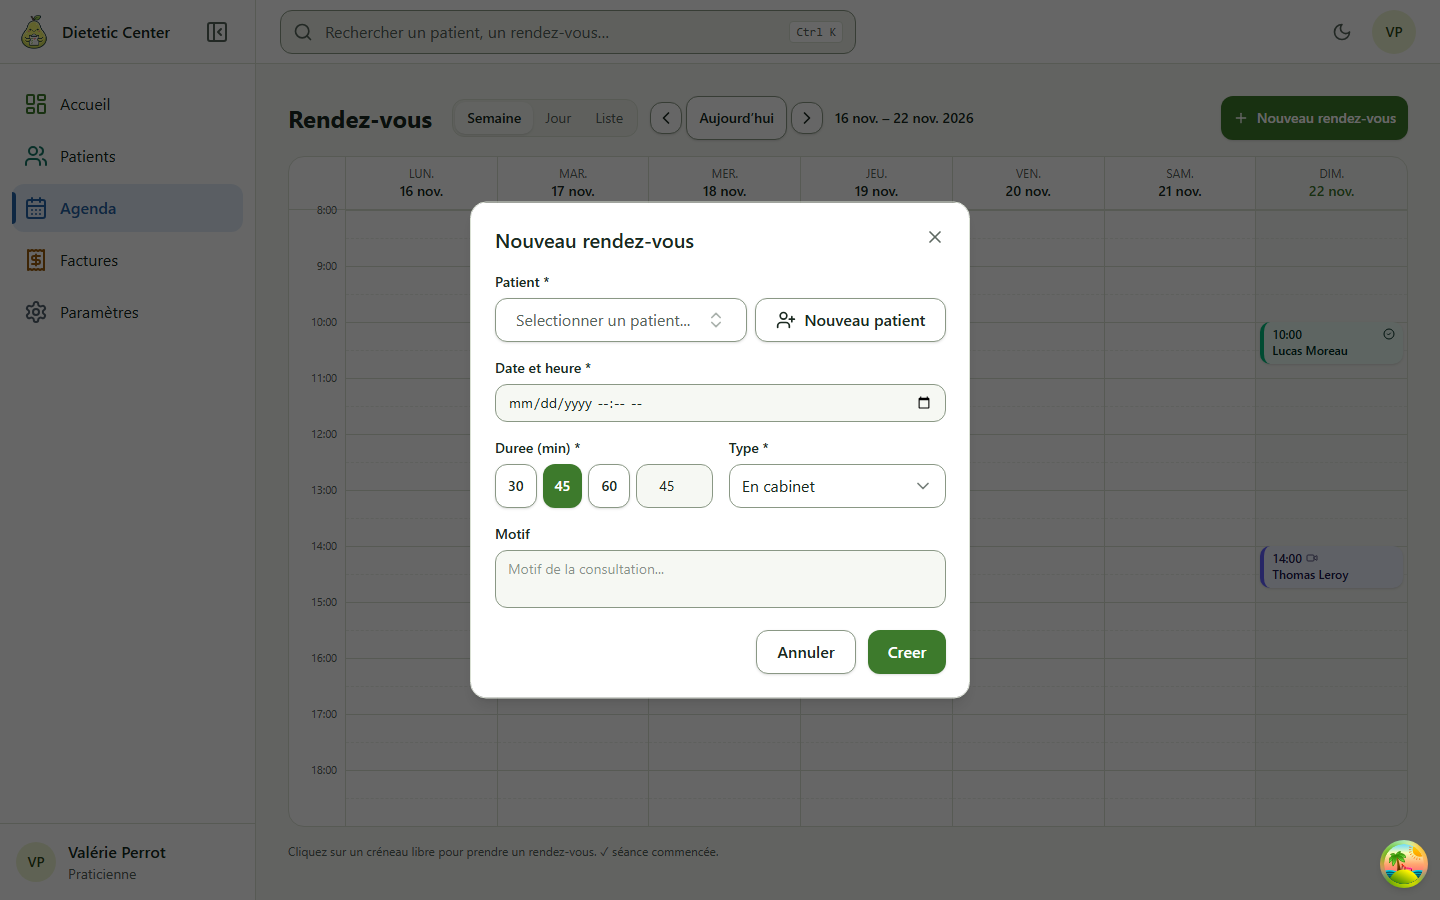 Dietetic Center
Rechercher un patient, un rendez-vous...
Ctrl K
VP
Accueil
Patients
Agenda
Factures
Paramètres
Rendez-vous
Semaine
Jour
Liste
Aujourd'hui
16 nov. – 22 nov. 2026
+ Nouveau rendez-vous
LUN.
16 nov.
MAR.
17 nov.
MER.
18 nov.
JEU.
19 nov.
VEN.
20 nov.
SAM.
21 nov.
DIM.
22 nov.
8:00
9:00
10:00
11:00
12:00
13:00
14:00
15:00
16:00
17:00
18:00
10:00
Lucas Moreau
14:00
Thomas Leroy
Nouveau rendez-vous
Patient *
Selectionner un patient...
Nouveau patient
Date et heure *
mm/dd/yyyy --:-- --
Duree (min) *
30
45
60
45
Type *
En cabinet
Motif
Motif de la consultation...
Annuler
Creer
Cliquez sur un créneau libre pour prendre un rendez-vous. ✓ séance commencée.
VP
Valérie Perrot
Praticienne